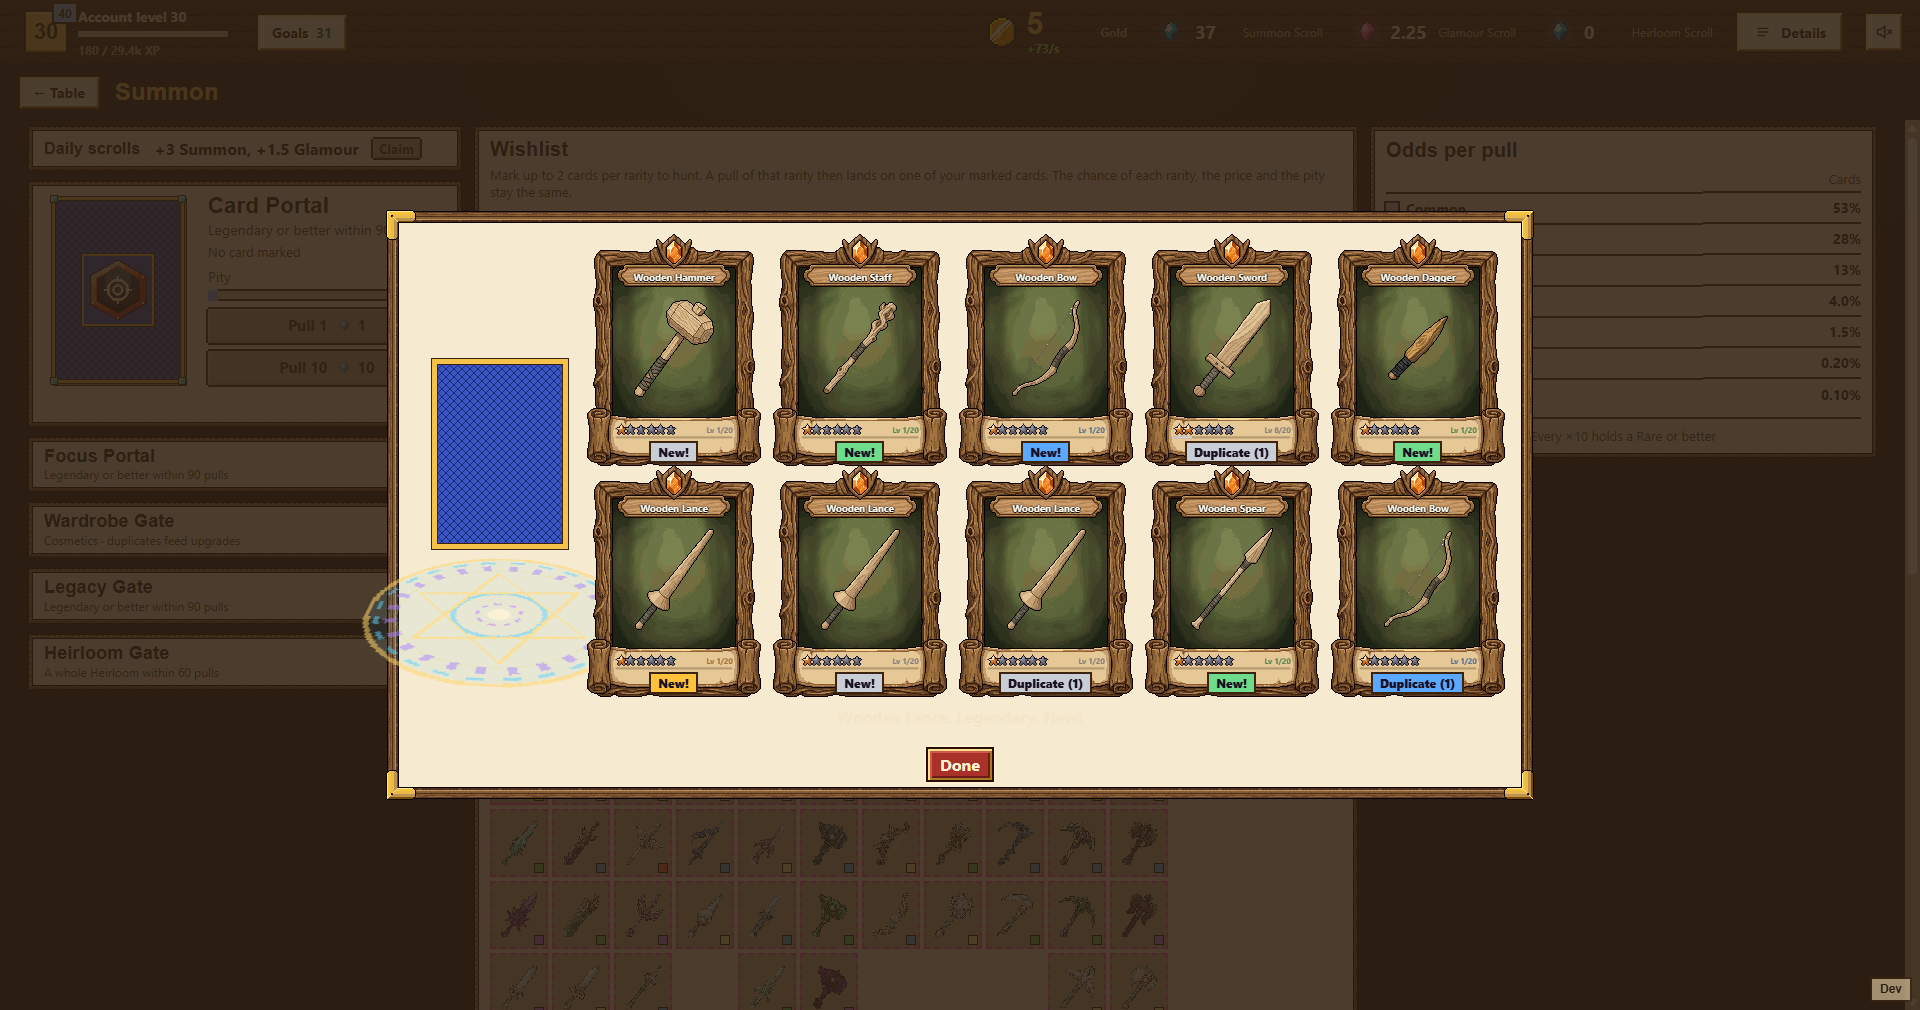 40
30
Account level 30
180 / 29.4k XP
Goals 31
5
+73/s
Gold
37
Summon Scroll
2.25
Glamour Scroll
0
Heirloom Scroll
Details
← Table
Summon
Daily scrolls
+3 Summon, +1.5 Glamour
Claim
Card Portal
Legendary or better within 9
No card marked
Pity
Pull 1 1
Pull 10 10
Focus Portal
Legendary or better within 90 pulls
Wardrobe Gate
Cosmetics · duplicates feed upgrades
Legacy Gate
Legendary or better within 90 pulls
Heirloom Gate
A whole Heirloom within 60 pulls
Wishlist
Mark up to 2 cards per rarity to hunt. A pull of that rarity then lands on one of your marked cards. The chance of each rarity, the price and the pity
stay the same.
Odds per pull
Cards
Common
53%
28%
13%
4.0%
1.5%
0.20%
0.10%
Every ×10 holds a Rare or better
Wooden Hammer
Lv 1/20
New!
Wooden Staff
Lv 1/20
New!
Wooden Bow
Lv 1/20
New!
Wooden Sword
Lv 8/20
Duplicate (1)
Wooden Dagger
Lv 1/20
New!
Wooden Lance
Lv 1/20
New!
Wooden Lance
Lv 1/20
New!
Wooden Lance
Lv 1/20
Duplicate (1)
Wooden Spear
Lv 1/20
New!
Wooden Bow
Lv 1/20
Duplicate (1)
Wooden Lance, Legendary, New!
Done
Dev